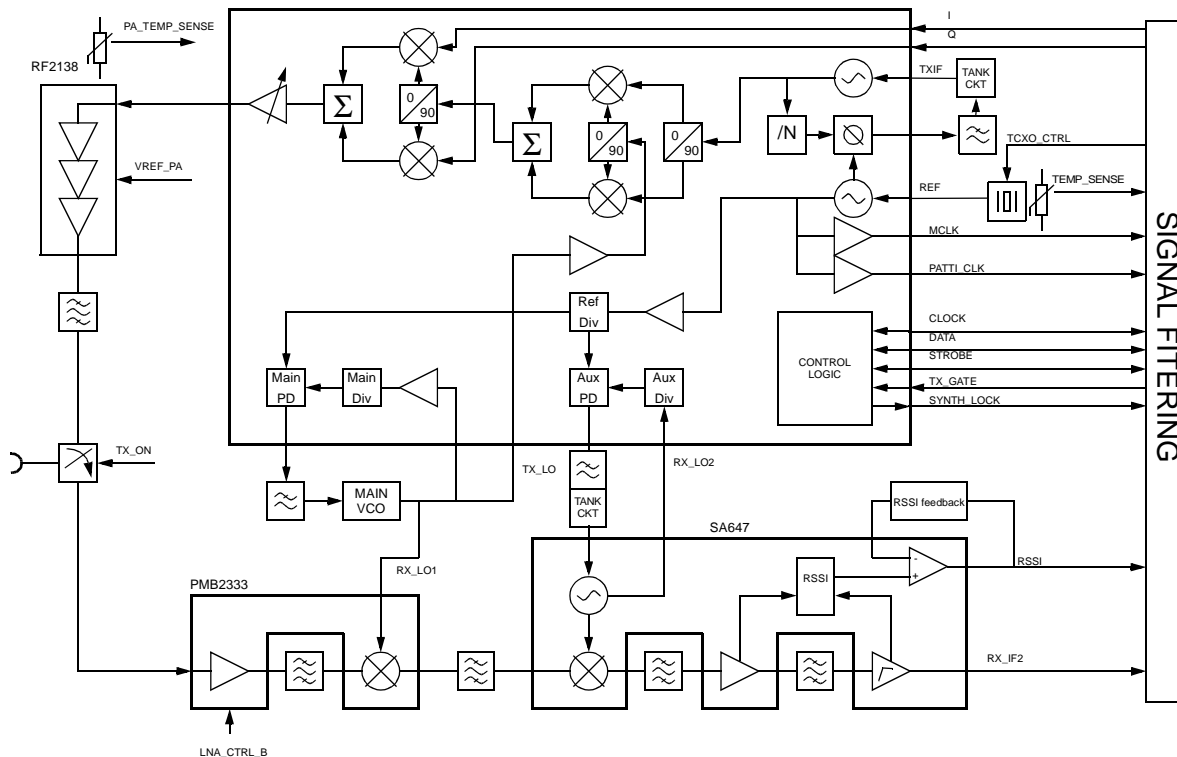 I
PA_TEMP_SENSE
Q
RF2138
TXIF
TANK
CKT
0
90
0
90
0
90
Σ
Σ
/N
TCXO_CTRL
VREF_PA
TEMP_SENSE
REF
MCLK
PATTI_CLK
SIGNAL FITERING
Ref
Div
CLOCK
DATA
STROBE
TX_GATE
SYNTH_LOCK
CONTROL
LOGIC
Main
PD
Main
Div
Aux
PD
Aux
Div
TX_ON
TX_LO
RX_LO2
MAIN
VCO
TANK
CKT
RSSI feedback
SA647
-
+
RSSI
RSSI
RX_LO1
PMB2333
RX_IF2
LNA_CTRL_B